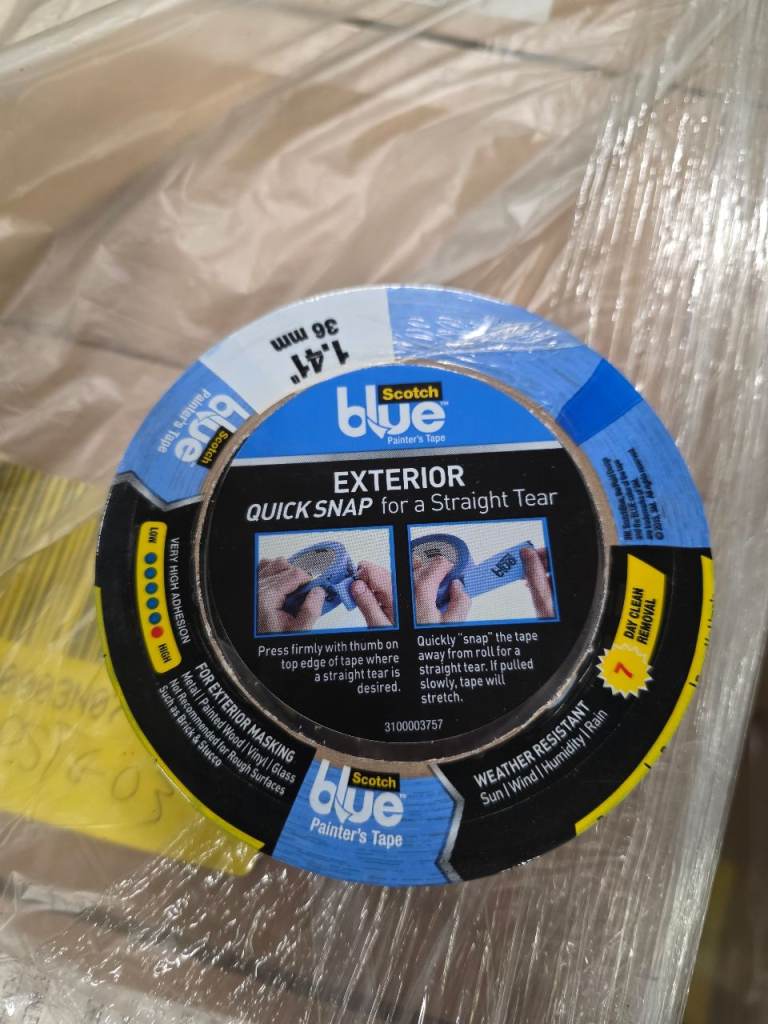 1.41"
36 mm
Scotch
blue™
Painter's Tape
Scotch
blue™
Painter's Tape
EXTERIOR
QUICK SNAP for a Straight Tear
blue
Press firmly with thumb on
top edge of tape where
a straight tear is
desired.
Quickly "snap" the tape
away from roll for a
straight tear. If pulled
slowly, tape will
stretch.
3100003757
LOW
HIGH
VERY HIGH ADHESION
FOR EXTERIOR MASKING
Metal | Painted Wood | Vinyl | Glass
Not Recommended for Rough Surfaces
Such as Brick & Stucco
Scotch
blue™
Painter's Tape
WEATHER RESISTANT
Sun | Wind | Humidity | Rain
7
DAY CLEAN
REMOVAL